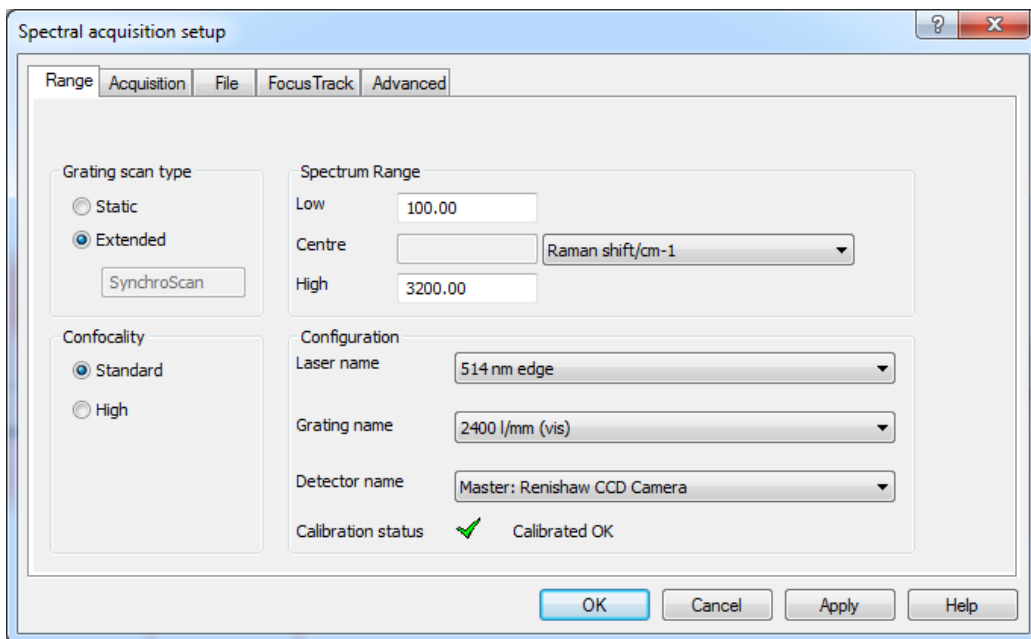 Spectral acquisition setup
Range Acquisition File FocusTrack Advanced
Grating scan type
Static
Extended
SynchroScan
Spectrum Range
Low 100.00
Centre Raman shift/cm-1
High 3200.00
Confocality
Standard
High
Configuration
Laser name 514 nm edge
Grating name 2400 l/mm (vis)
Detector name Master: Renishaw CCD Camera
Calibration status Calibrated OK
OK Cancel Apply Help